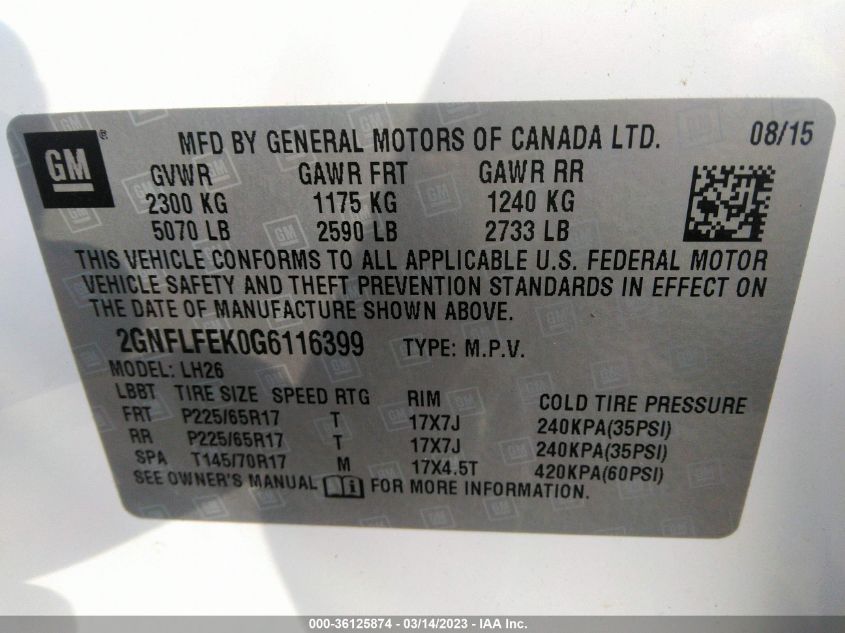 GM ®
MFD BY GENERAL MOTORS OF CANADA LTD. 08/15
GVWR GAWR FRT GAWR RR
2300 KG 1175 KG 1240 KG
5070 LB 2590 LB 2733 LB
THIS VEHICLE CONFORMS TO ALL APPLICABLE U.S. FEDERAL MOTOR
VEHICLE SAFETY AND THEFT PREVENTION STANDARDS IN EFFECT ON
THE DATE OF MANUFACTURE SHOWN ABOVE.
2GNFLFEK0G6116399 TYPE: M.P.V.
MODEL: LH26
LBBT TIRE SIZE SPEED RTG RIM COLD TIRE PRESSURE
FRT P225/65R17 T 17X7J 240KPA(35PSI)
RR P225/65R17 T 17X7J 240KPA(35PSI)
SPA T145/70R17 M 17X4.5T 420KPA(60PSI)
SEE OWNER'S MANUAL FOR MORE INFORMATION.
000-36125874 - 03/14/2023 - IAA Inc.